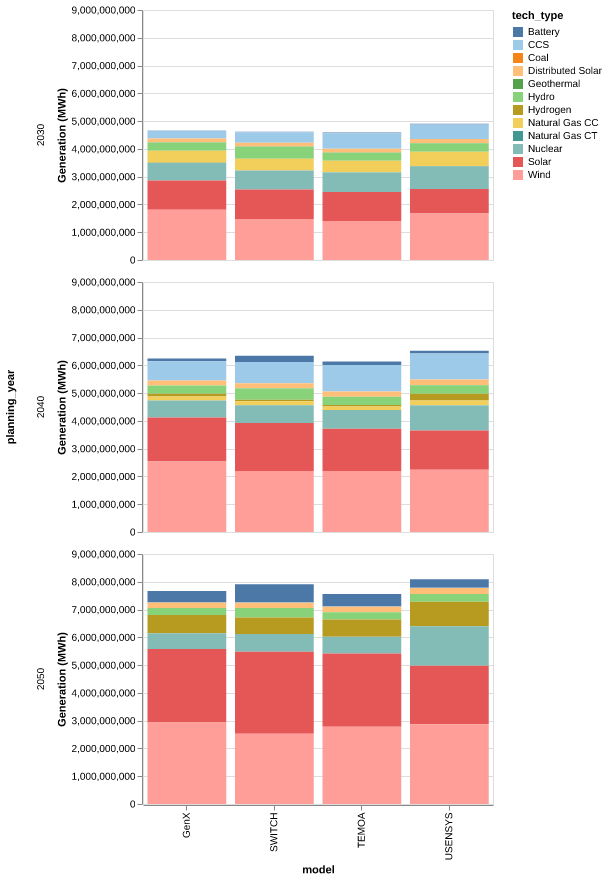 planning_year
2030
Generation (MWh)
9,000,000,000
8,000,000,000
7,000,000,000
6,000,000,000
5,000,000,000
4,000,000,000
3,000,000,000
2,000,000,000
1,000,000,000
0
2040
Generation (MWh)
9,000,000,000
8,000,000,000
7,000,000,000
6,000,000,000
5,000,000,000
4,000,000,000
3,000,000,000
2,000,000,000
1,000,000,000
0
2050
Generation (MWh)
9,000,000,000
8,000,000,000
7,000,000,000
6,000,000,000
5,000,000,000
4,000,000,000
3,000,000,000
2,000,000,000
1,000,000,000
0
GenX
SWITCH
TEMOA
USENSYS
model
tech_type
Battery
CCS
Coal
Distributed Solar
Geothermal
Hydro
Hydrogen
Natural Gas CC
Natural Gas CT
Nuclear
Solar
Wind